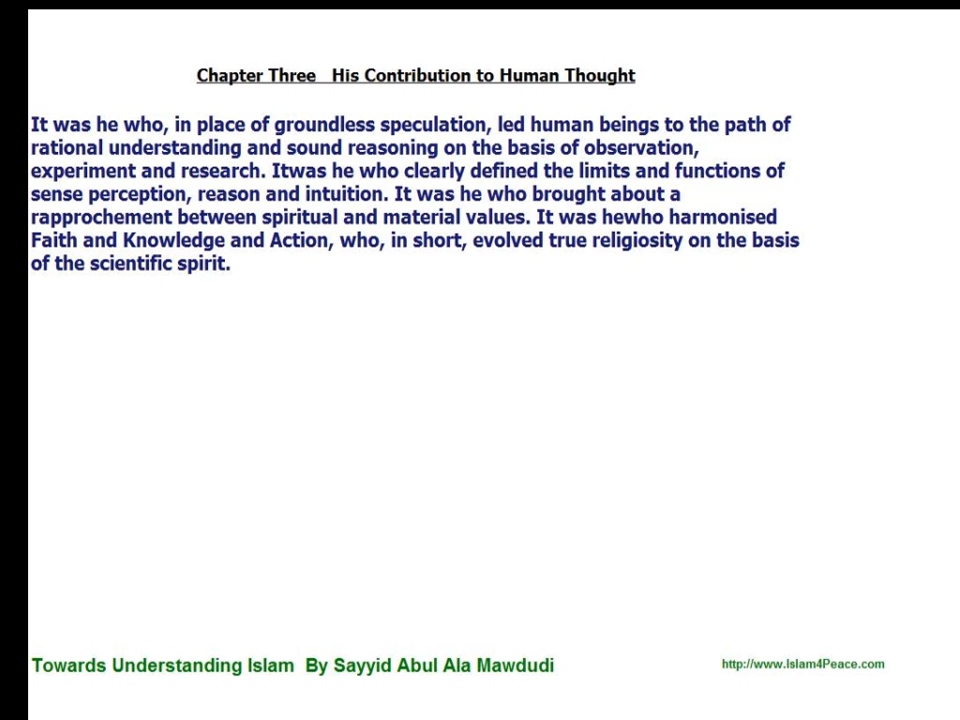 Chapter Three   His Contribution to Human Thought
It was he who, in place of groundless speculation, led human beings to the path of
rational understanding and sound reasoning on the basis of observation,
experiment and research. Itwas he who clearly defined the limits and functions of
sense perception, reason and intuition. It was he who brought about a
rapprochement between spiritual and material values. It was hewho harmonised
Faith and Knowledge and Action, who, in short, evolved true religiosity on the basis
of the scientific spirit.
Towards Understanding Islam  By Sayyid Abul Ala Mawdudi
http://www.Islam4Peace.com